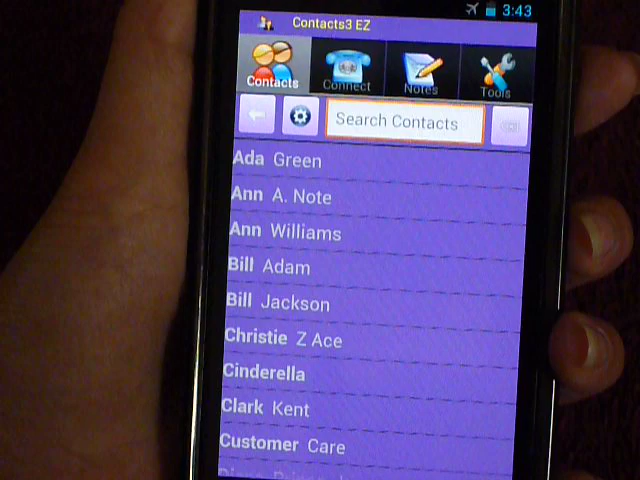 3:43
Contacts3 EZ
Contacts Connect Notes Tools
Search Contacts
Ada Green
Ann A. Note
Ann Williams
Bill Adam
Bill Jackson
Christie Z Ace
Cinderella
Clark Kent
Customer Care